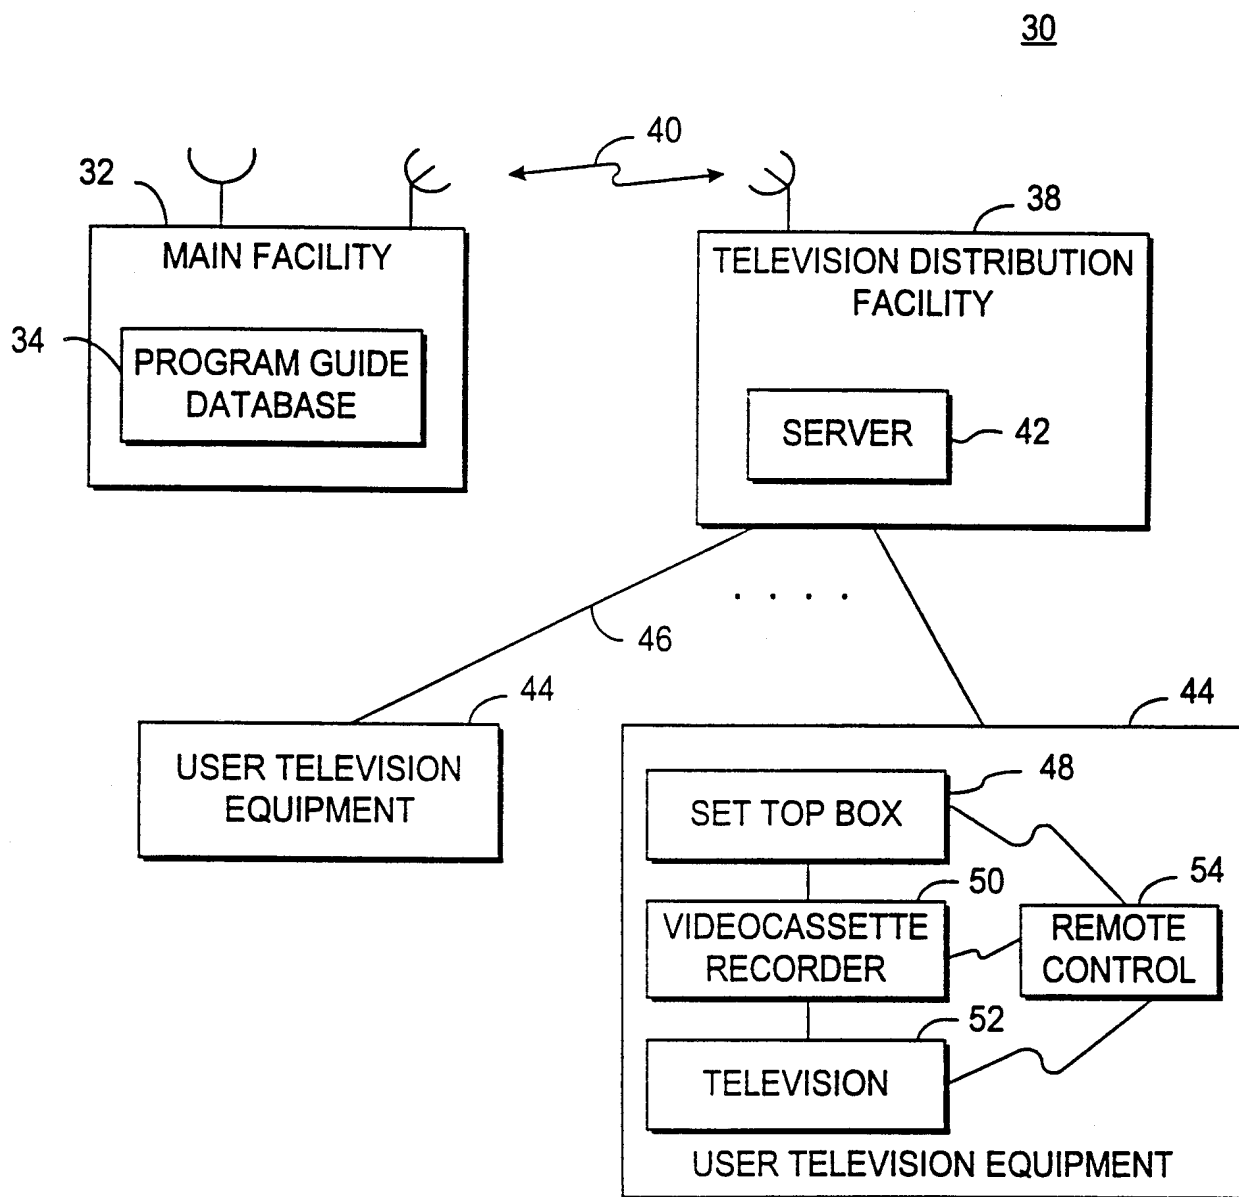 30
40
32
38
MAIN FACILITY
TELEVISION DISTRIBUTION
FACILITY
34
PROGRAM GUIDE
DATABASE
SERVER
42
46
44
44
USER TELEVISION
EQUIPMENT
48
SET TOP BOX
50
54
VIDEOCASSETTE
RECORDER
REMOTE
CONTROL
52
TELEVISION
USER TELEVISION EQUIPMENT